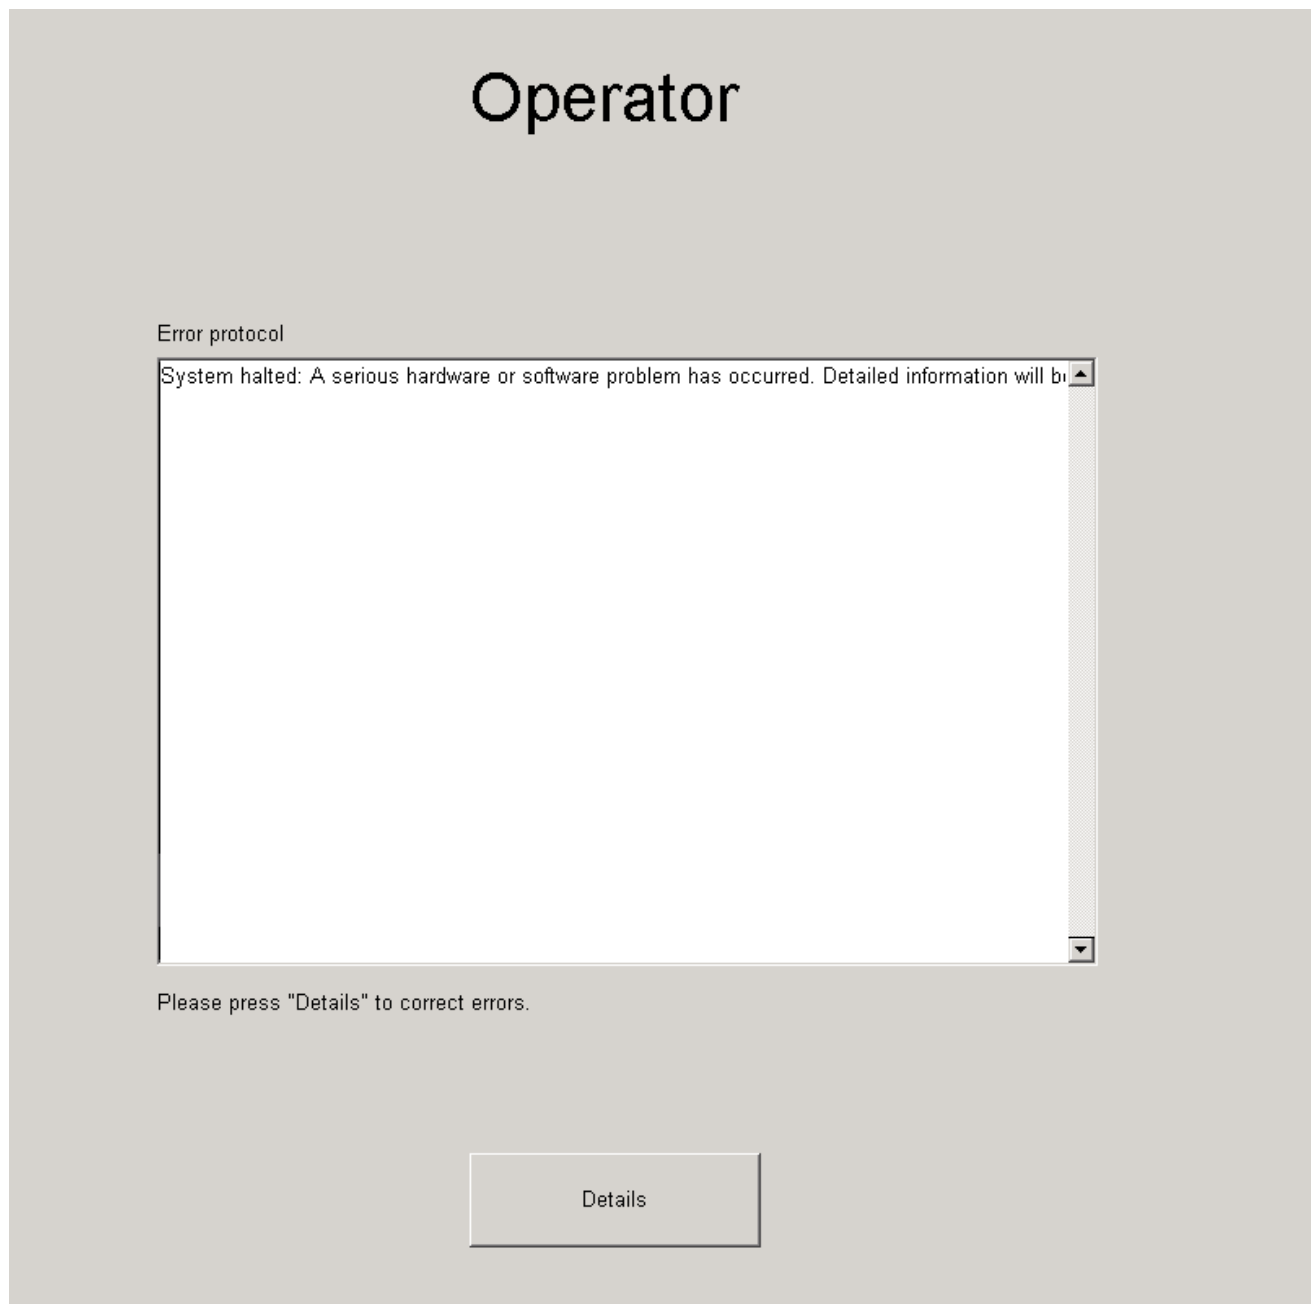 Operator
Error protocol
System halted: A serious hardware or software problem has occurred. Detailed information will
Please press "Details" to correct errors.
Details